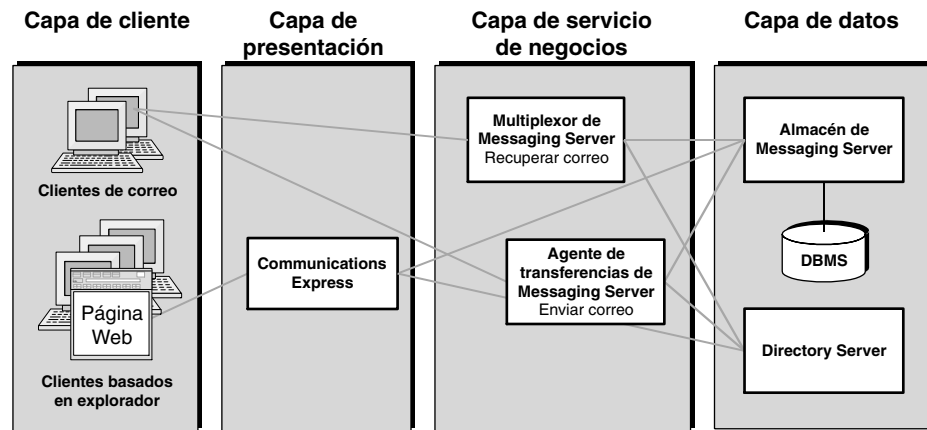 Capa de cliente
Capa de
presentación
Capa de servicio
de negocios
Capa de datos
Clientes de correo
Página
Web
Clientes basados
en explorador
Communications
Express
Multiplexor de
Messaging Server
Recuperar correo
Agente de
transferencias de
Messaging Server
Enviar correo
Almacén de
Messaging Server
DBMS
Directory Server